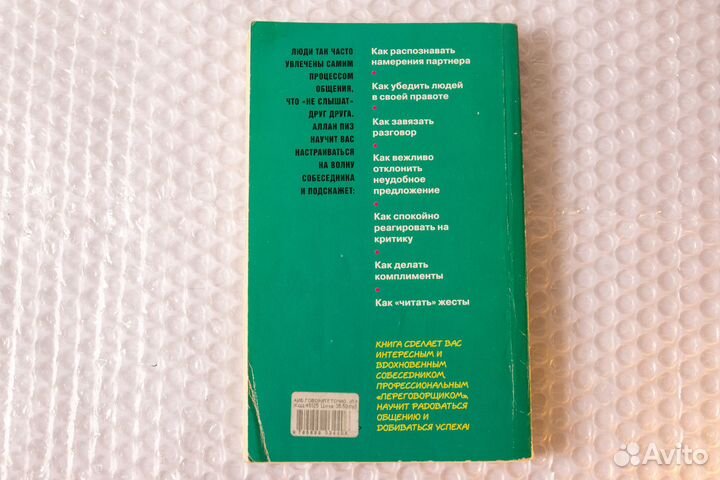 ЛЮДИ ТАК ЧАСТО
УВЛЕЧЕНЫ САМИМ
ПРОЦЕССОМ
ОБЩЕНИЯ,
ЧТО «НЕ СЛЫШАТ»
ДРУГ ДРУГА.
АЛЛАН ПИЗ
НАУЧИТ ВАС
НАСТРАИВАТЬСЯ
НА ВОЛНУ
СОБЕСЕДНИКА
И ПОДСКАЖЕТ:
Как распознавать
намерения партнера
Как убедить людей
в своей правоте
Как завязать
разговор
Как вежливо
отклонить
неудобное
предложение
Как спокойно
реагировать на
критику
Как делать
комплименты
Как «читать» жесты
КНИГА СДЕЛАЕТ ВАС
ИНТЕРЕСНЫМ И
ВДОХНОВЕННЫМ
СОБЕСЕДНИКОМ,
ПРОФЕССИОНАЛЬНЫМ
«ПЕРЕГОВОРЩИКОМ»,
НАУЧИТ РАДОВАТЬСЯ
ОБЩЕНИЮ И
ДОБИВАТЬСЯ УСПЕХА!
Цена:
Avito